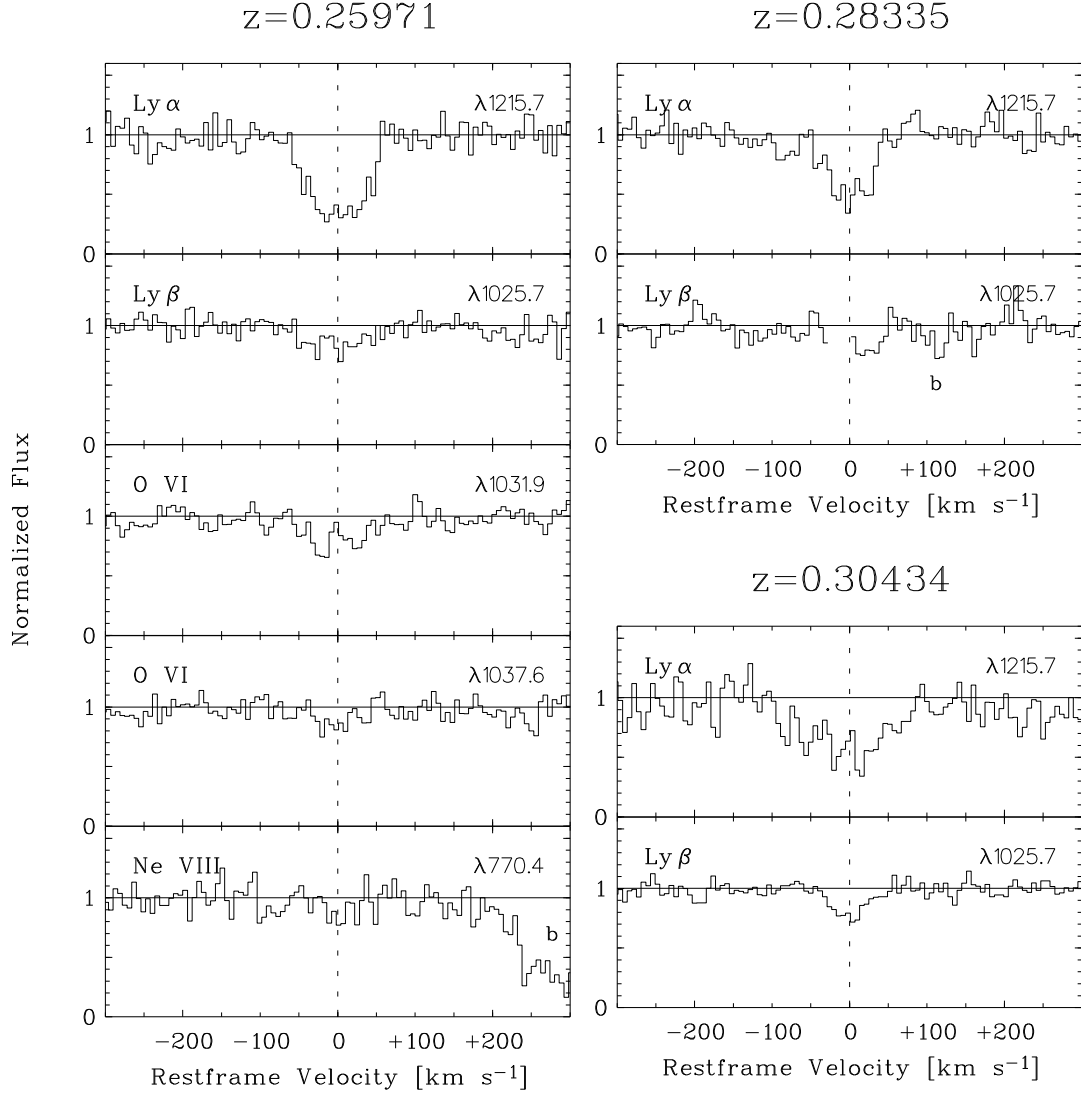 z=0.25971
Ly α λ1215.7
1
0
Ly β λ1025.7
1
0
O VI λ1031.9
1
0
O VI λ1037.6
1
0
Ne VIII λ770.4
1
b
0
-200 -100 0 +100 +200
Restframe Velocity [km s⁻¹]
Normalized Flux
z=0.28335
Ly α λ1215.7
1
0
Ly β λ1025.7
1
b
0
-200 -100 0 +100 +200
Restframe Velocity [km s⁻¹]
z=0.30434
Ly α λ1215.7
1
0
Ly β λ1025.7
1
0
-200 -100 0 +100 +200
Restframe Velocity [km s⁻¹]